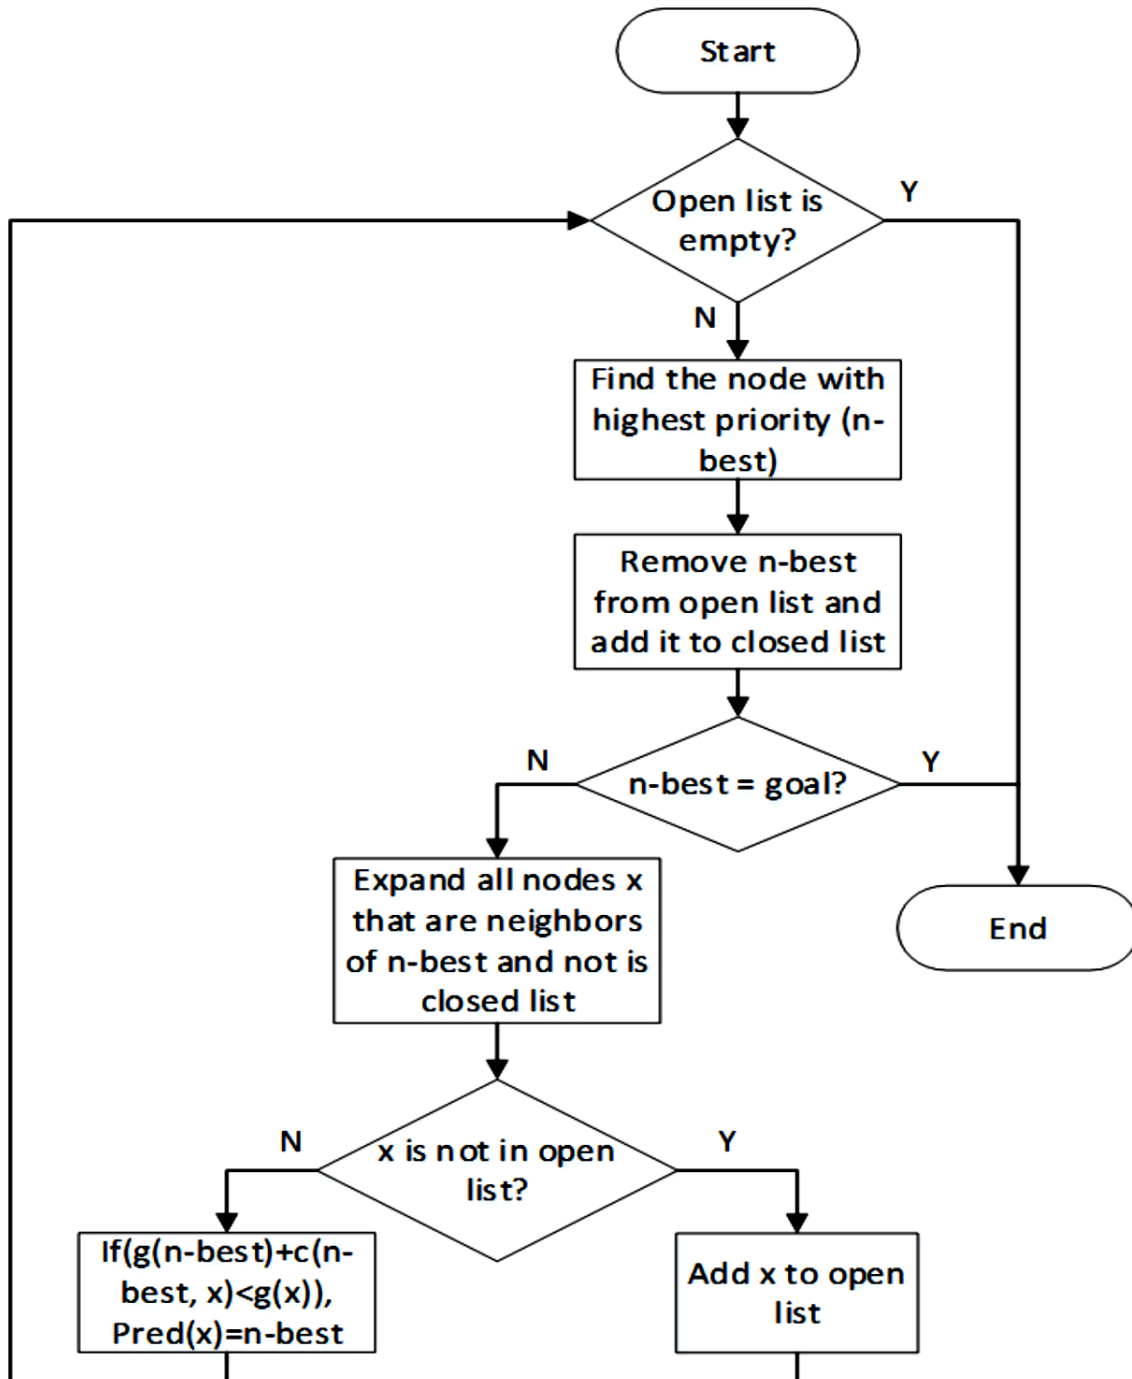 Start
Open list is
empty?
Y
N
Find the node with
highest priority (n-
best)
Remove n-best
from open list and
add it to closed list
N
n-best = goal?
Y
Expand all nodes x
that are neighbors
of n-best and not is
closed list
End
N
x is not in open
list?
Y
If(g(n-best)+c(n-
best, x)<g(x)),
Pred(x)=n-best
Add x to open
list